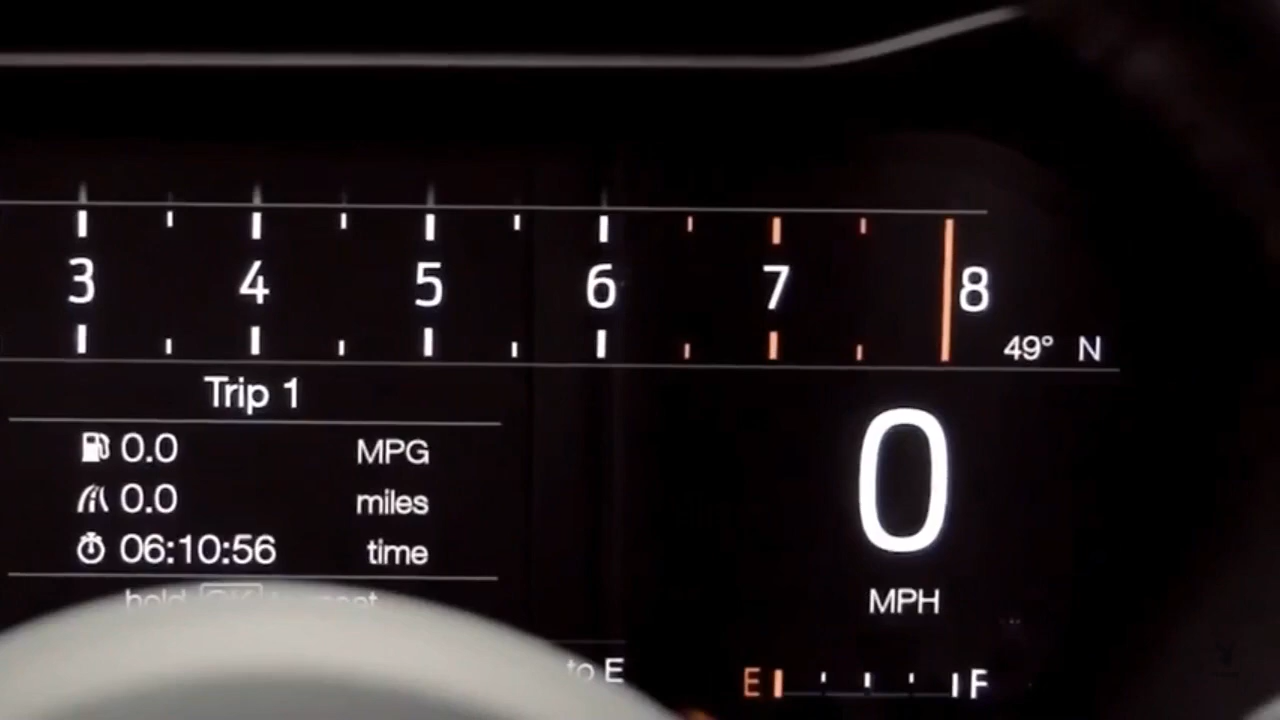 3 4 5 6 7 8
49° N
Trip 1
0.0 MPG
0.0 miles
06:10:56 time
0
MPH
hold OK to reset
to E
E F